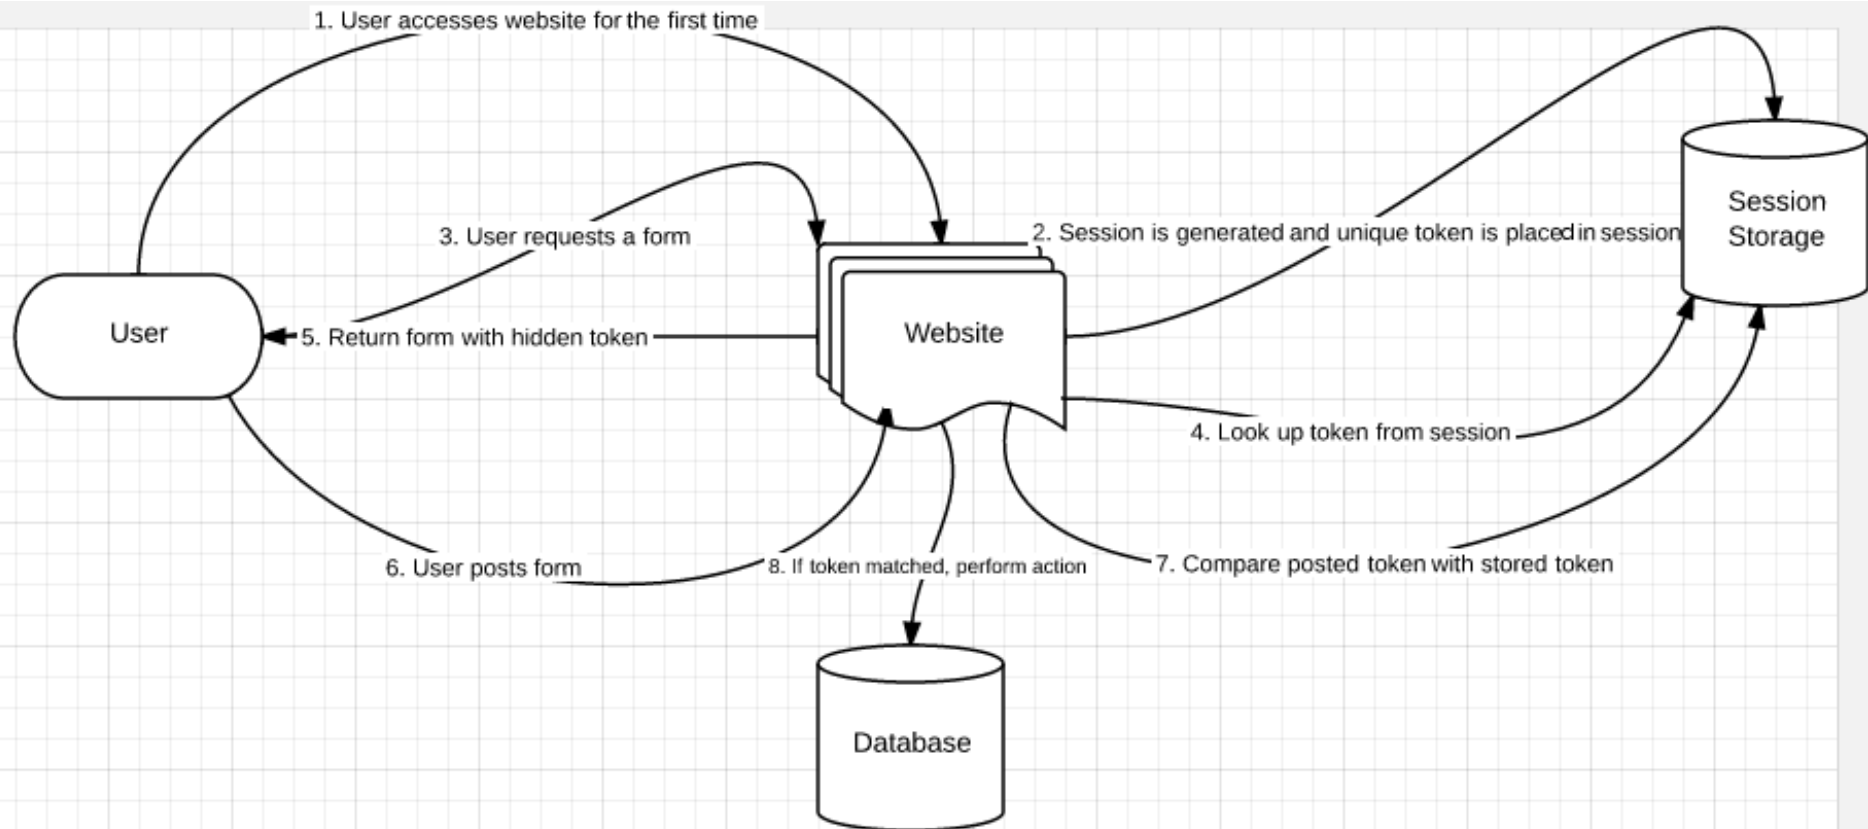 1. User accesses website for the first time
Session
Storage
2. Session is generated and unique token is placed in session
3. User requests a form
User
5. Return form with hidden token
Website
4. Look up token from session
6. User posts form
8. If token matched, perform action
7. Compare posted token with stored token
Database